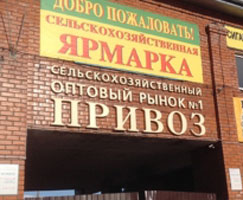 ДОБРО ПОЖАЛОВАТЬ!
СЕЛЬСКОХОЗЯЙСТВЕННАЯ
ЯРМАРКА
СЕЛЬСКОХОЗЯЙСТВЕННЫЙ
ОПТОВЫЙ РЫНОК №1
ПРИВОЗ